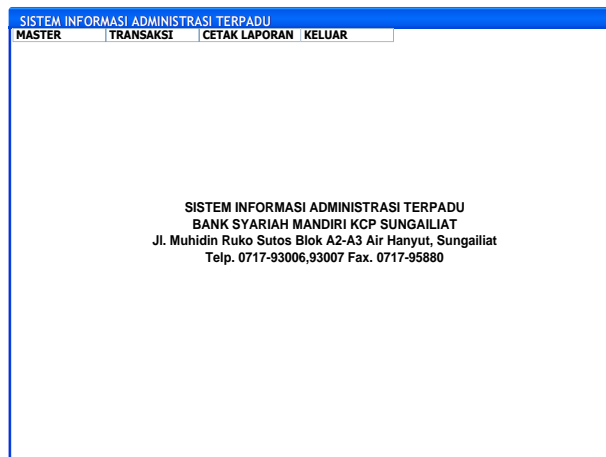 SISTEM INFORMASI ADMINISTRASI TERPADU
MASTER TRANSAKSI CETAK LAPORAN KELUAR
SISTEM INFORMASI ADMINISTRASI TERPADU
BANK SYARIAH MANDIRI KCP SUNGAILIAT
Jl. Muhidin Ruko Sutos Blok A2-A3 Air Hanyut, Sungailiat
Telp. 0717-93006,93007 Fax. 0717-95880